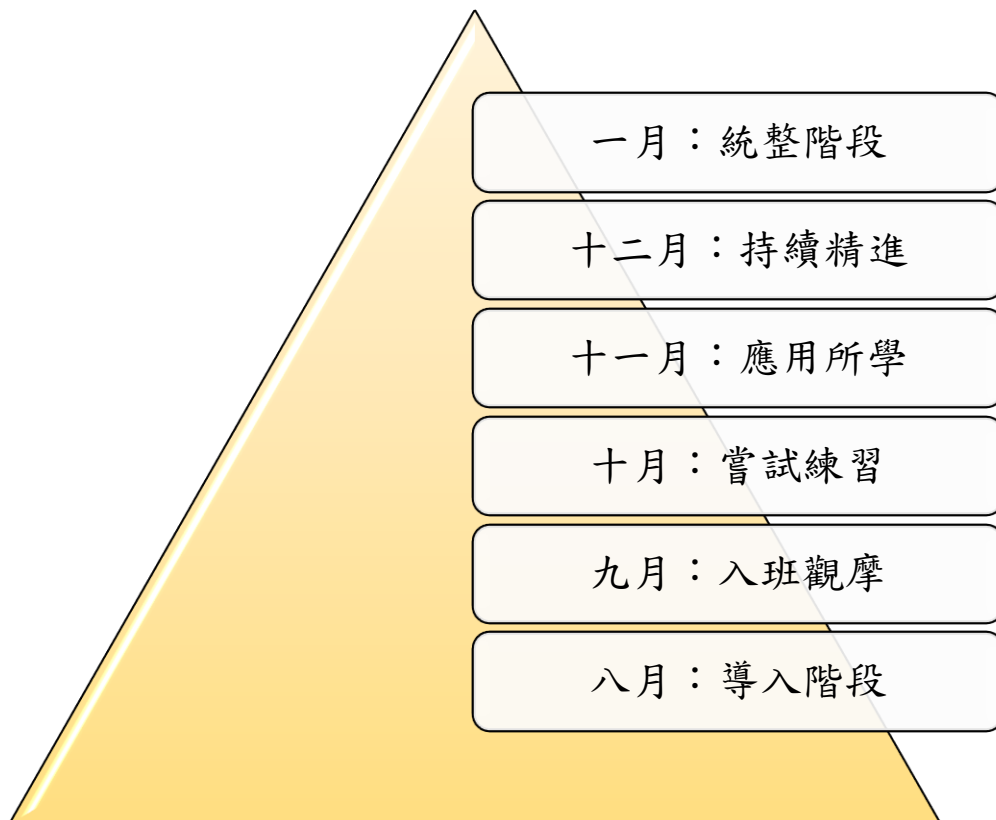 一月：統整階段
十二月：持續精進
十一月：應用所學
十月：嘗試練習
九月：入班觀摩
八月：導入階段